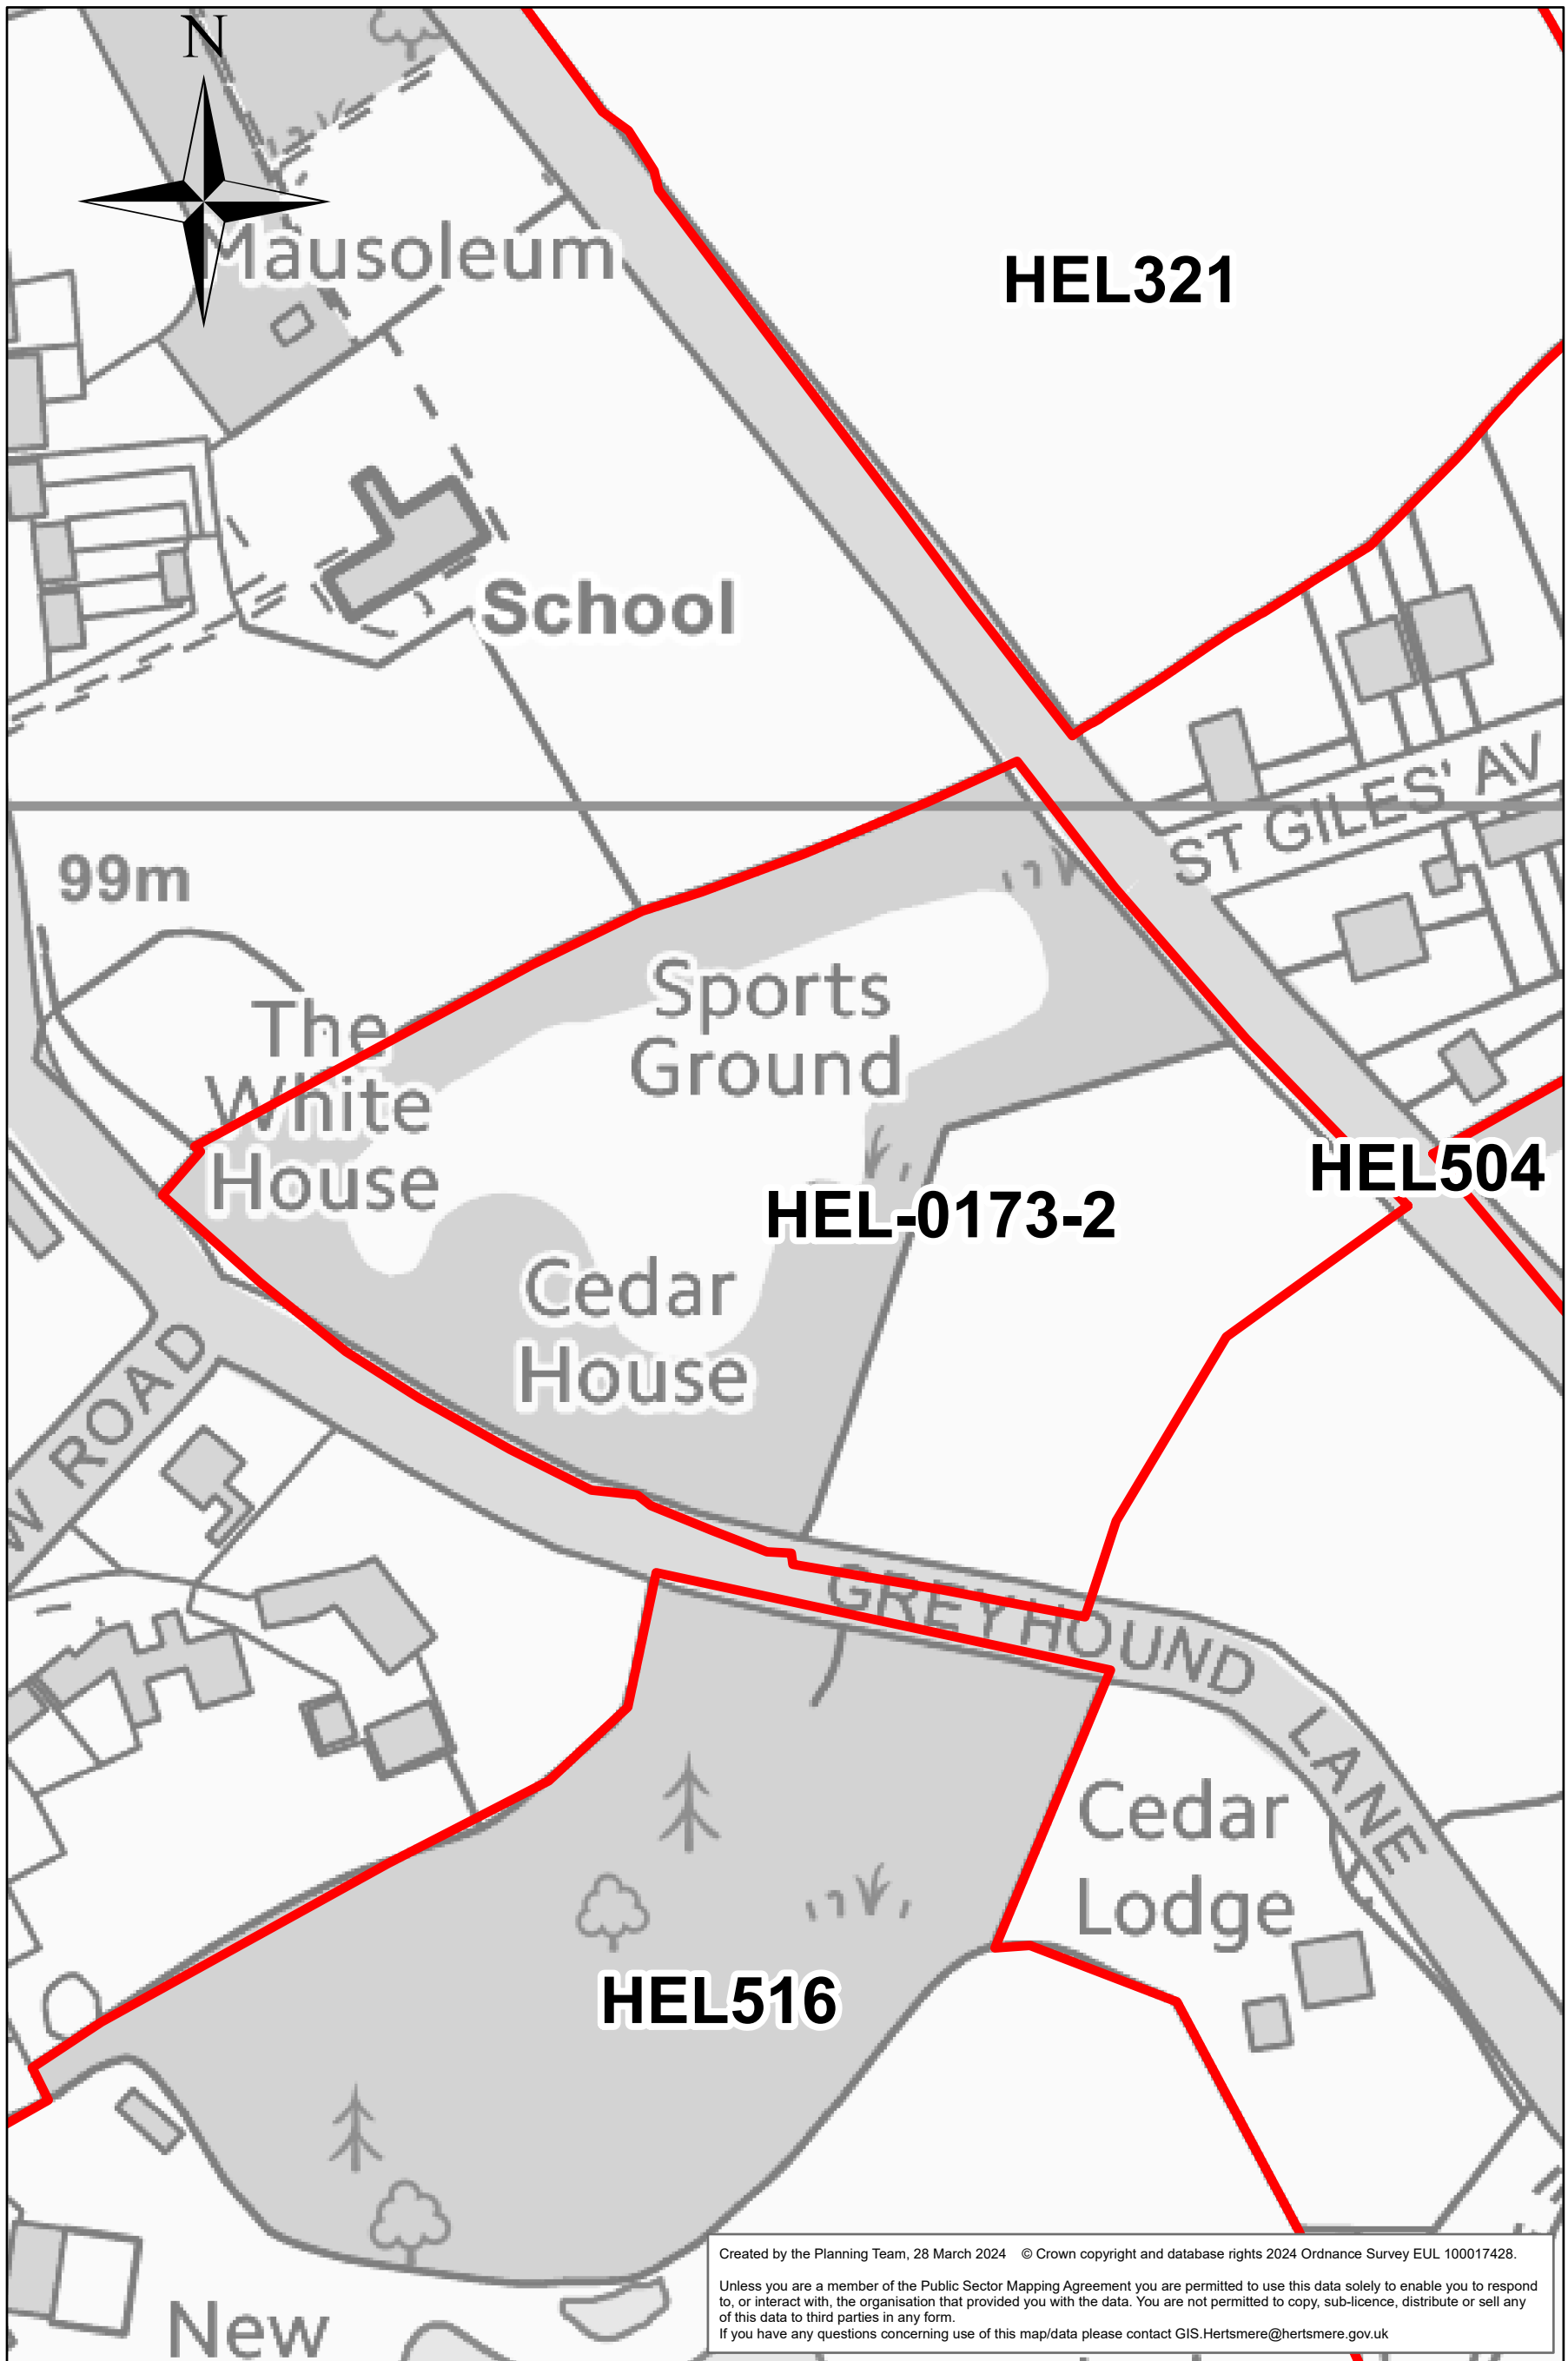 N
Mausoleum
HEL321
School
ST GILES' AV
99m
Sports
Ground
The
White
House
HEL504
HEL-0173-2
Cedar
House
W ROAD
GREYHOUND LANE
Cedar
Lodge
HEL516
New
Created by the Planning Team, 28 March 2024 © Crown copyright and database rights 2024 Ordnance Survey EUL 100017428.
Unless you are a member of the Public Sector Mapping Agreement you are permitted to use this data solely to enable you to respond
to, or interact with, the organisation that provided you with the data. You are not permitted to copy, sub-licence, distribute or sell any
of this data to third parties in any form.
If you have any questions concerning use of this map/data please contact GIS.Hertsmere@hertsmere.gov.uk